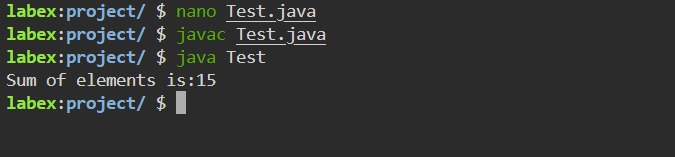 labex:project/ $ nano Test.java
labex:project/ $ javac Test.java
labex:project/ $ java Test
Sum of elements is:15
labex:project/ $